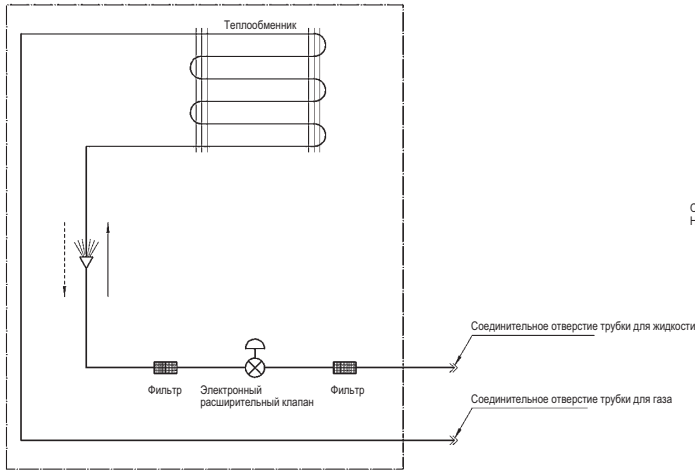 Теплообменник
Соединительное отверстие трубки для жидкости
Фильтр
Электронный
расширительный клапан
Фильтр
Соединительное отверстие трубки для газа